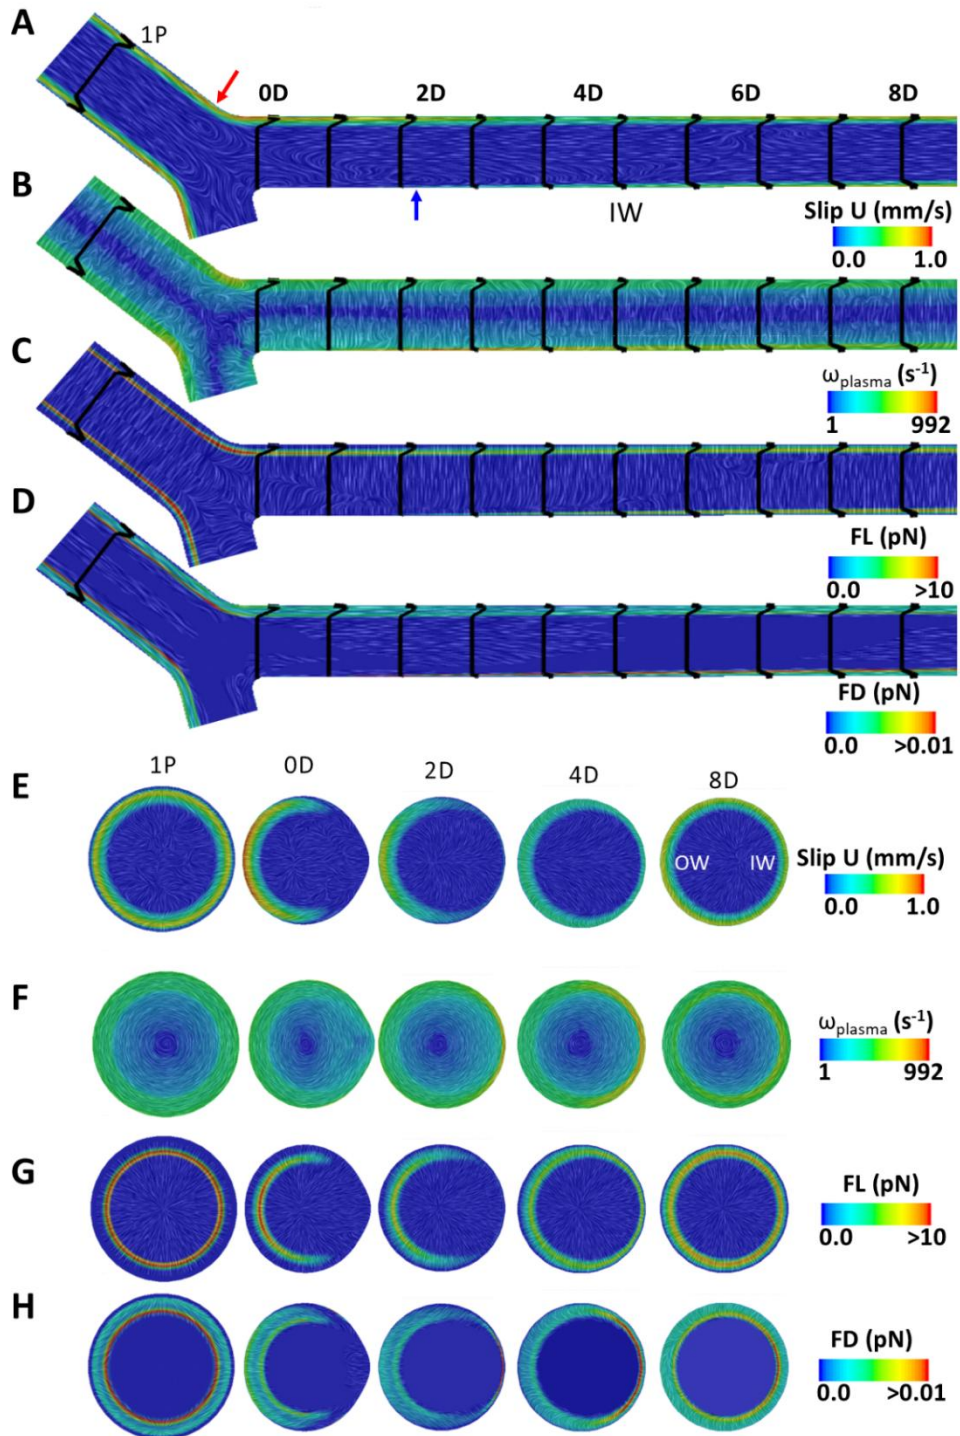 A
1P
0D 2D 4D 6D 8D
B
IW
Slip U (mm/s)
0.0 1.0
C
ω_plasma (s⁻¹)
1 992
D
FL (pN)
0.0 >10
FD (pN)
0.0 >0.01
E
1P 0D 2D 4D 8D
OW IW
Slip U (mm/s)
0.0 1.0
F
ω_plasma (s⁻¹)
1 992
G
FL (pN)
0.0 >10
H
FD (pN)
0.0 >0.01